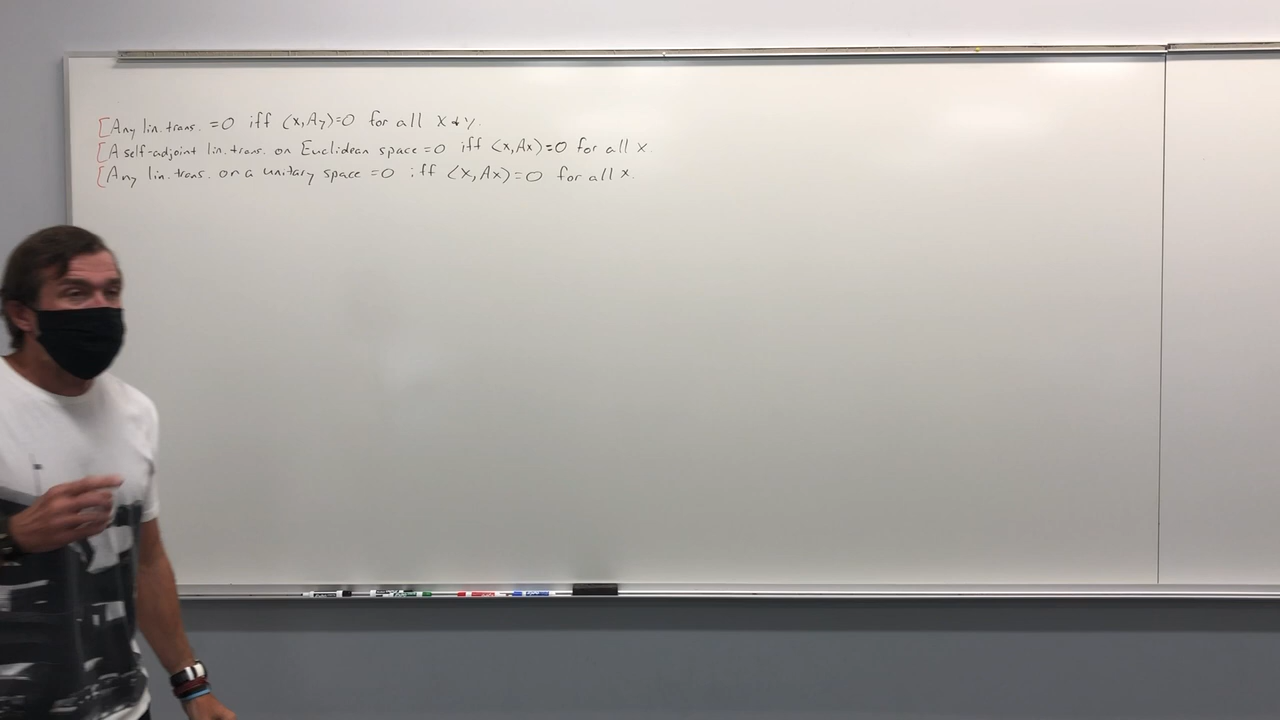 [Any lin. trans. =0 iff (x,Ay)=0 for all x & y.
[A self-adjoint lin. trans. on Euclidean space =0 iff (x,Ax)=0 for all x.
[Any lin. trans. on a unitary space =0 iff (x,Ax)=0 for all x.